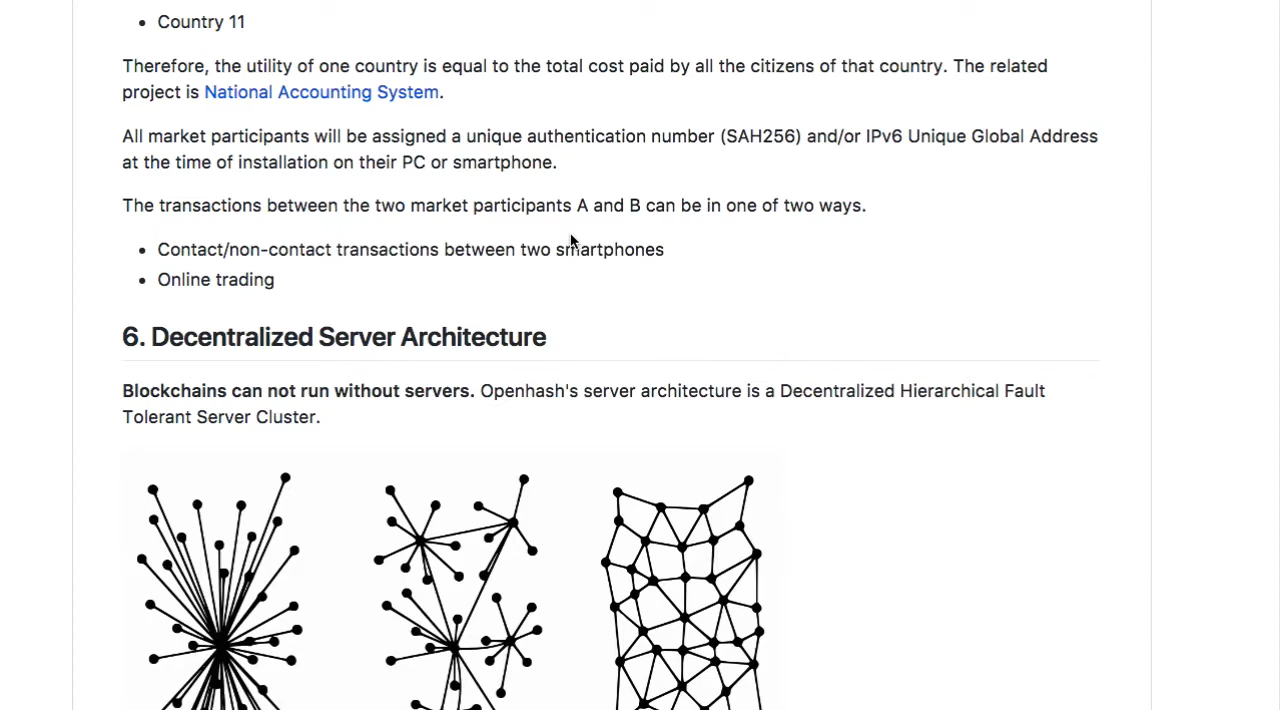 • Country 11
Therefore, the utility of one country is equal to the total cost paid by all the citizens of that country. The related
project is National Accounting System.
All market participants will be assigned a unique authentication number (SAH256) and/or IPv6 Unique Global Address
at the time of installation on their PC or smartphone.
The transactions between the two market participants A and B can be in one of two ways.
• Contact/non-contact transactions between two smartphones
• Online trading
6. Decentralized Server Architecture
Blockchains can not run without servers. Openhash's server architecture is a Decentralized Hierarchical Fault
Tolerant Server Cluster.